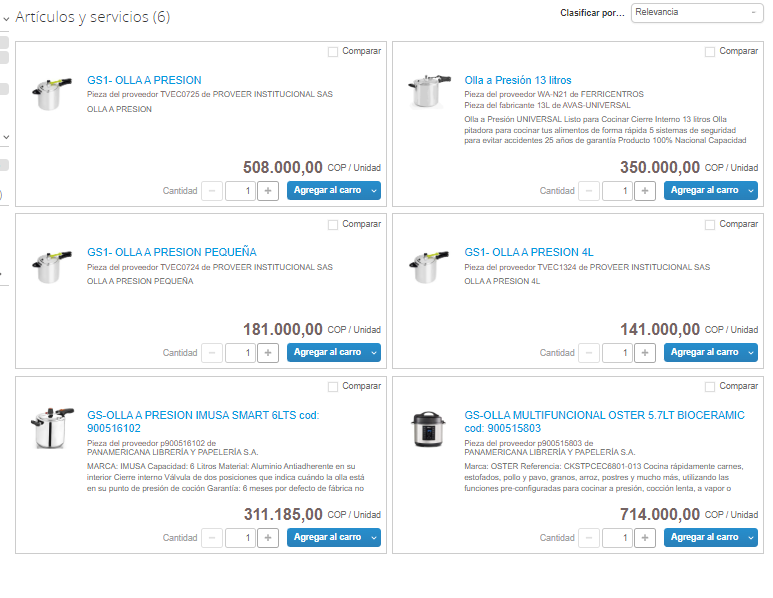 Artículos y servicios (6)
Clasificar por... Relevancia
Comparar
GS1- OLLA A PRESION
Pieza del proveedor TVEC0725 de PROVEER INSTITUCIONAL SAS
OLLA A PRESION
508.000,00 COP / Unidad
Cantidad − 1 + Agregar al carro
Comparar
Olla a Presión 13 litros
Pieza del proveedor WA-N21 de FERRICENTROS
Pieza del fabricante 13L de AVAS-UNIVERSAL
Olla a Presión UNIVERSAL Listo para Cocinar Cierre Interno 13 litros Olla
pitadora para cocinar tus alimentos de forma rápida 5 sistemas de seguridad
para evitar accidentes 25 años de garantía Producto 100% Nacional Capacidad
350.000,00 COP / Unidad
Cantidad − 1 + Agregar al carro
Comparar
GS1- OLLA A PRESION PEQUEÑA
Pieza del proveedor TVEC0724 de PROVEER INSTITUCIONAL SAS
OLLA A PRESION PEQUEÑA
181.000,00 COP / Unidad
Cantidad − 1 + Agregar al carro
Comparar
GS1- OLLA A PRESION 4L
Pieza del proveedor TVEC1324 de PROVEER INSTITUCIONAL SAS
OLLA A PRESION 4L
141.000,00 COP / Unidad
Cantidad − 1 + Agregar al carro
Comparar
GS-OLLA A PRESION IMUSA SMART 6LTS cod:
900516102
Pieza del proveedor p900516102 de
PANAMERICANA LIBRERÍA Y PAPELERÍA S.A.
MARCA: IMUSA Capacidad: 6 Litros Material: Aluminio Antiadherente en su
interior Cierre interno Válvula de dos posiciones que indica cuándo la olla está
en su punto de presión de coción Garantía: 6 meses por defecto de fábrica no
311.185,00 COP / Unidad
Cantidad − 1 + Agregar al carro
Comparar
GS-OLLA MULTIFUNCIONAL OSTER 5.7LT BIOCERAMIC
cod: 900515803
Pieza del proveedor p900515803 de
PANAMERICANA LIBRERÍA Y PAPELERÍA S.A.
Marca: OSTER Referencia: CKSTPCEC6801-013 Cocina rápidamente carnes,
estofados, pollo y pavo, granos, arroz, postres y mucho más, utilizando las
funciones pre-configuradas para cocinar a presión, cocción lenta, a vapor o
714.000,00 COP / Unidad
Cantidad − 1 + Agregar al carro